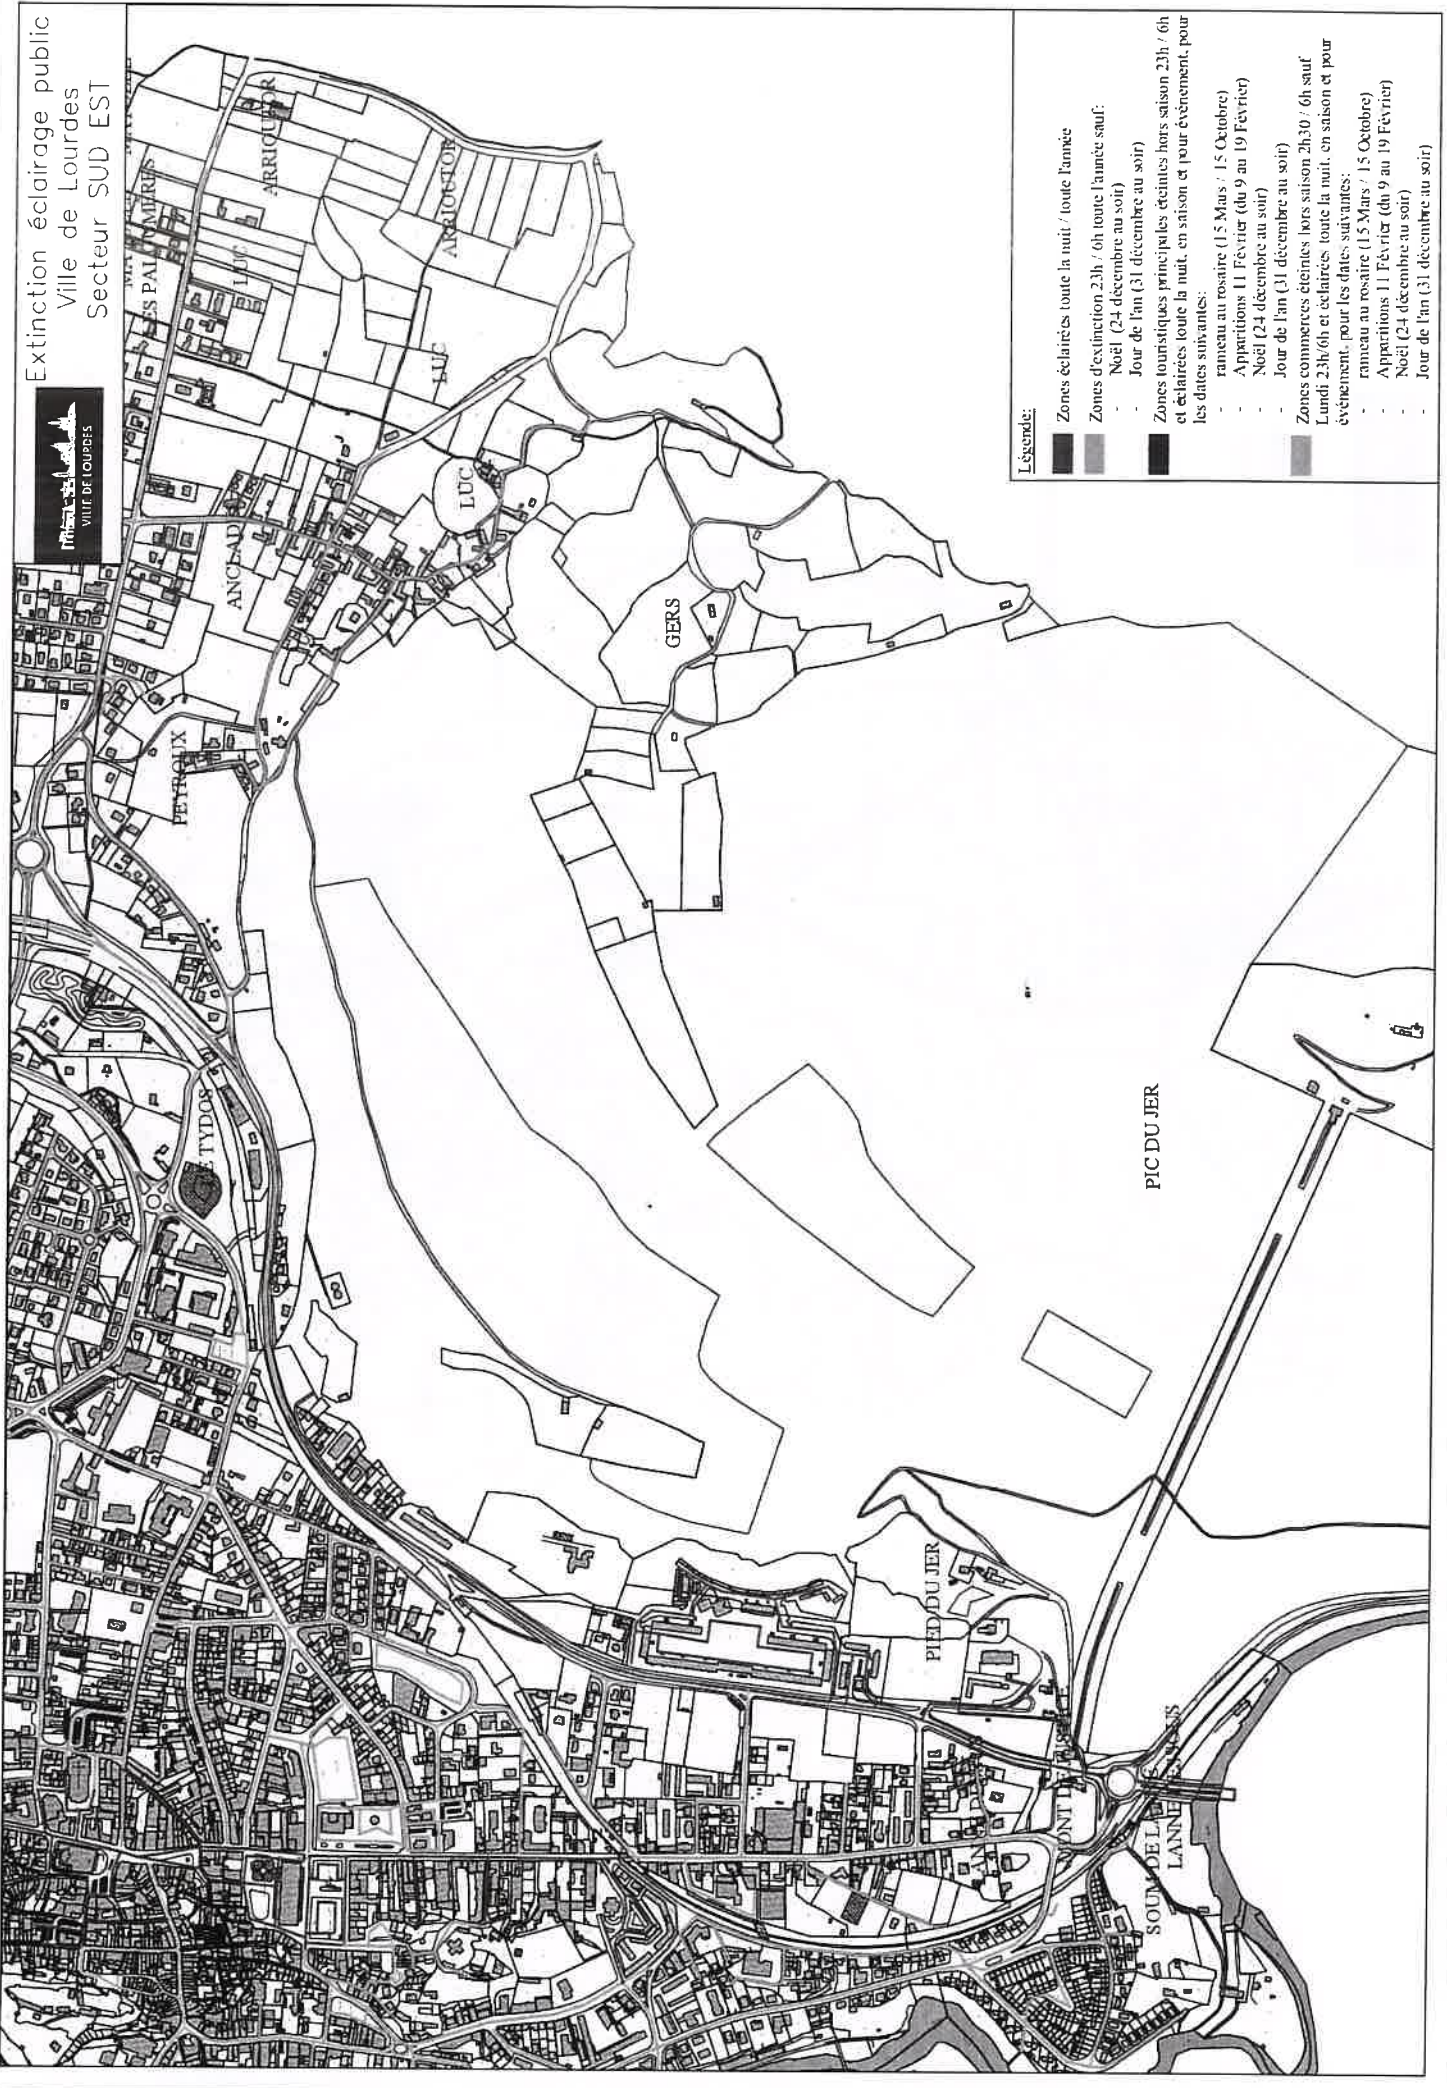 Extinction éclairage public
Ville de Lourdes
Secteur SUD EST
VILLE DE LOURDES
Légende:
Zones éclairées toute la nuit / toute l'année
Zones d'extinction 23h / 6h toute l'année sauf:
- Noël (24 décembre au soir)
- Jour de l'an (31 décembre au soir)
Zones touristiques principales éteintes hors saison 23h / 6h
et éclairées toute la nuit, en saison et pour évènement, pour
les dates suivantes:
- rameau au rosaire (15 Mars / 15 Octobre)
- Apparitions 11 Février (du 9 au 19 Février)
- Noël (24 décembre au soir)
- Jour de l'an (31 décembre au soir)
Zones commerces éteintes hors saison 2h30 / 6h sauf
Lundi 23h/6h et éclairées toute la nuit, en saison et pour
évènement, pour les dates suivantes:
- rameau au rosaire (15 Mars / 15 Octobre)
- Apparitions 11 Février (du 9 au 19 Février)
- Noël (24 décembre au soir)
- Jour de l'an (31 décembre au soir)
ARRIOUTOR
ARRIOUTOR
LUC
LUC
LUC
GERS
PEYROUX
PIC DU JER
PIED DU JER
SOUM DE